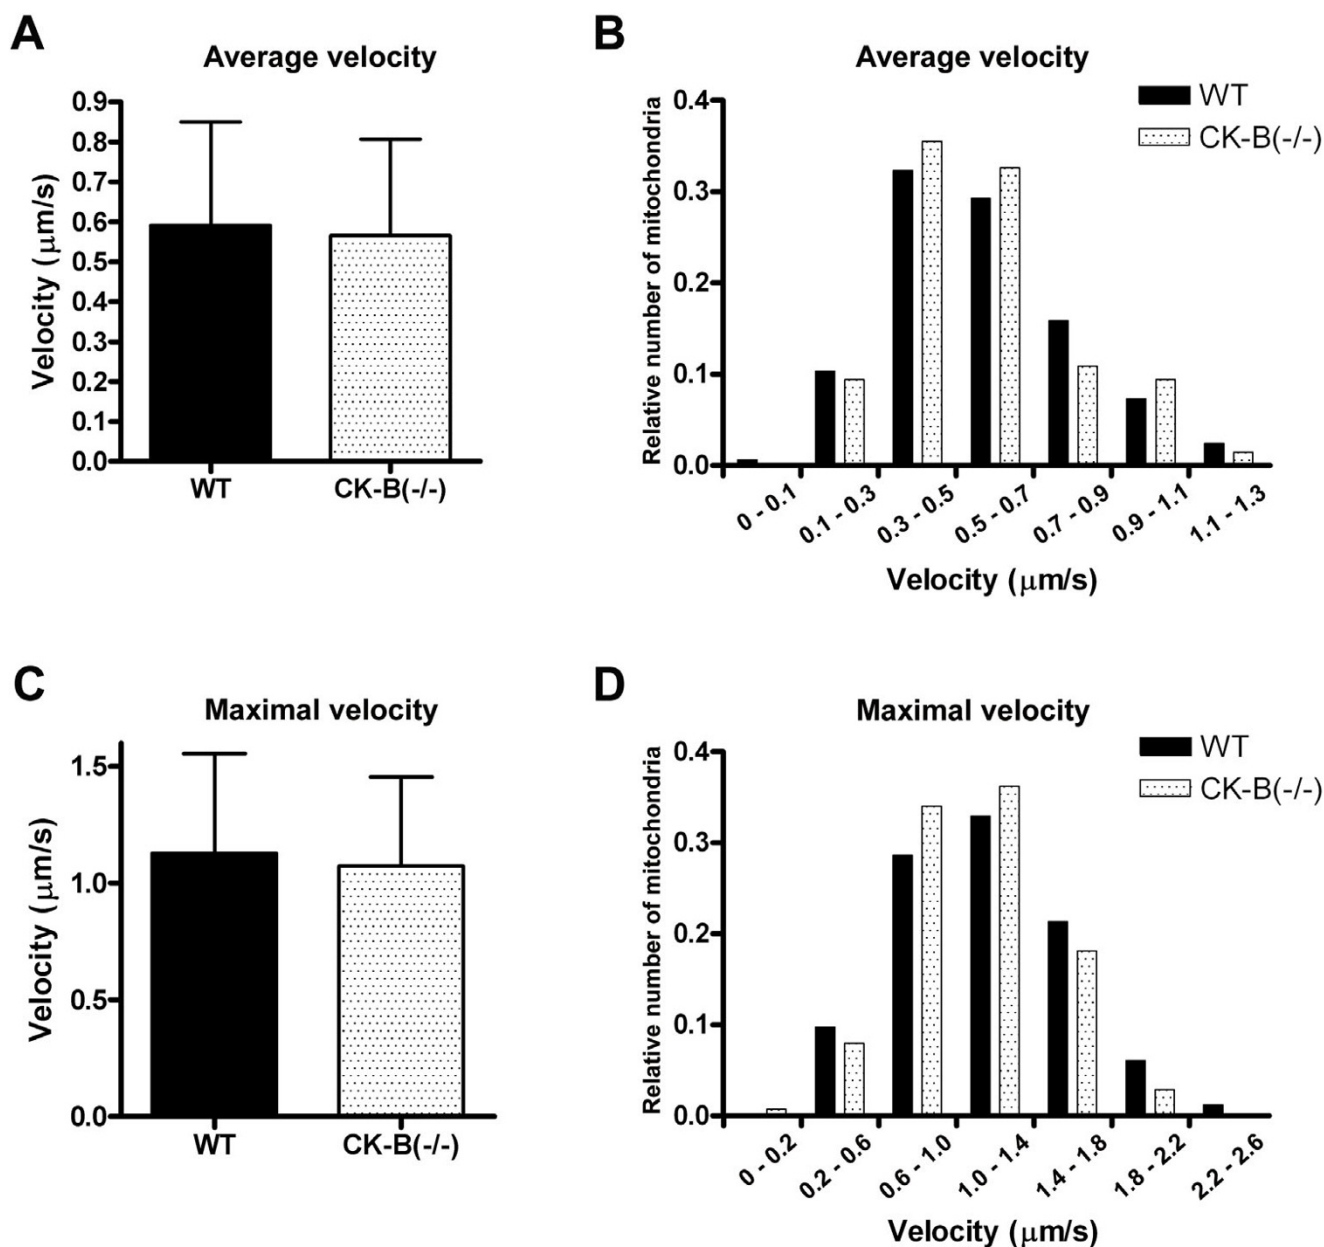 A
Average velocity
Velocity (μm/s)
0.9
0.8
0.7
0.6
0.5
0.4
0.3
0.2
0.1
0.0
WT
CK-B(-/-)
B
Average velocity
WT
CK-B(-/-)
Relative number of mitochondria
0.4
0.3
0.2
0.1
0.0
0 - 0.1
0.1 - 0.3
0.3 - 0.5
0.5 - 0.7
0.7 - 0.9
0.9 - 1.1
1.1 - 1.3
Velocity (μm/s)
C
Maximal velocity
Velocity (μm/s)
1.5
1.0
0.5
0.0
WT
CK-B(-/-)
D
Maximal velocity
WT
CK-B(-/-)
Relative number of mitochondria
0.4
0.3
0.2
0.1
0.0
0 - 0.2
0.2 - 0.6
0.6 - 1.0
1.0 - 1.4
1.4 - 1.8
1.8 - 2.2
2.2 - 2.6
Velocity (μm/s)